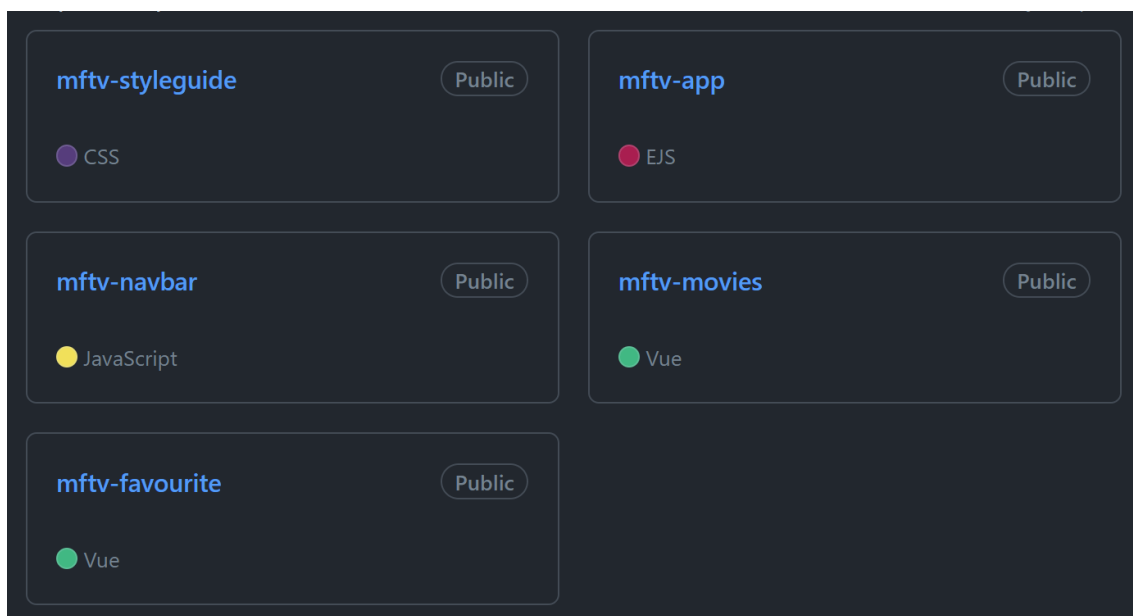 mftv-styleguide
Public
CSS
mftv-app
Public
EJS
mftv-navbar
Public
JavaScript
mftv-movies
Public
Vue
mftv-favourite
Public
Vue